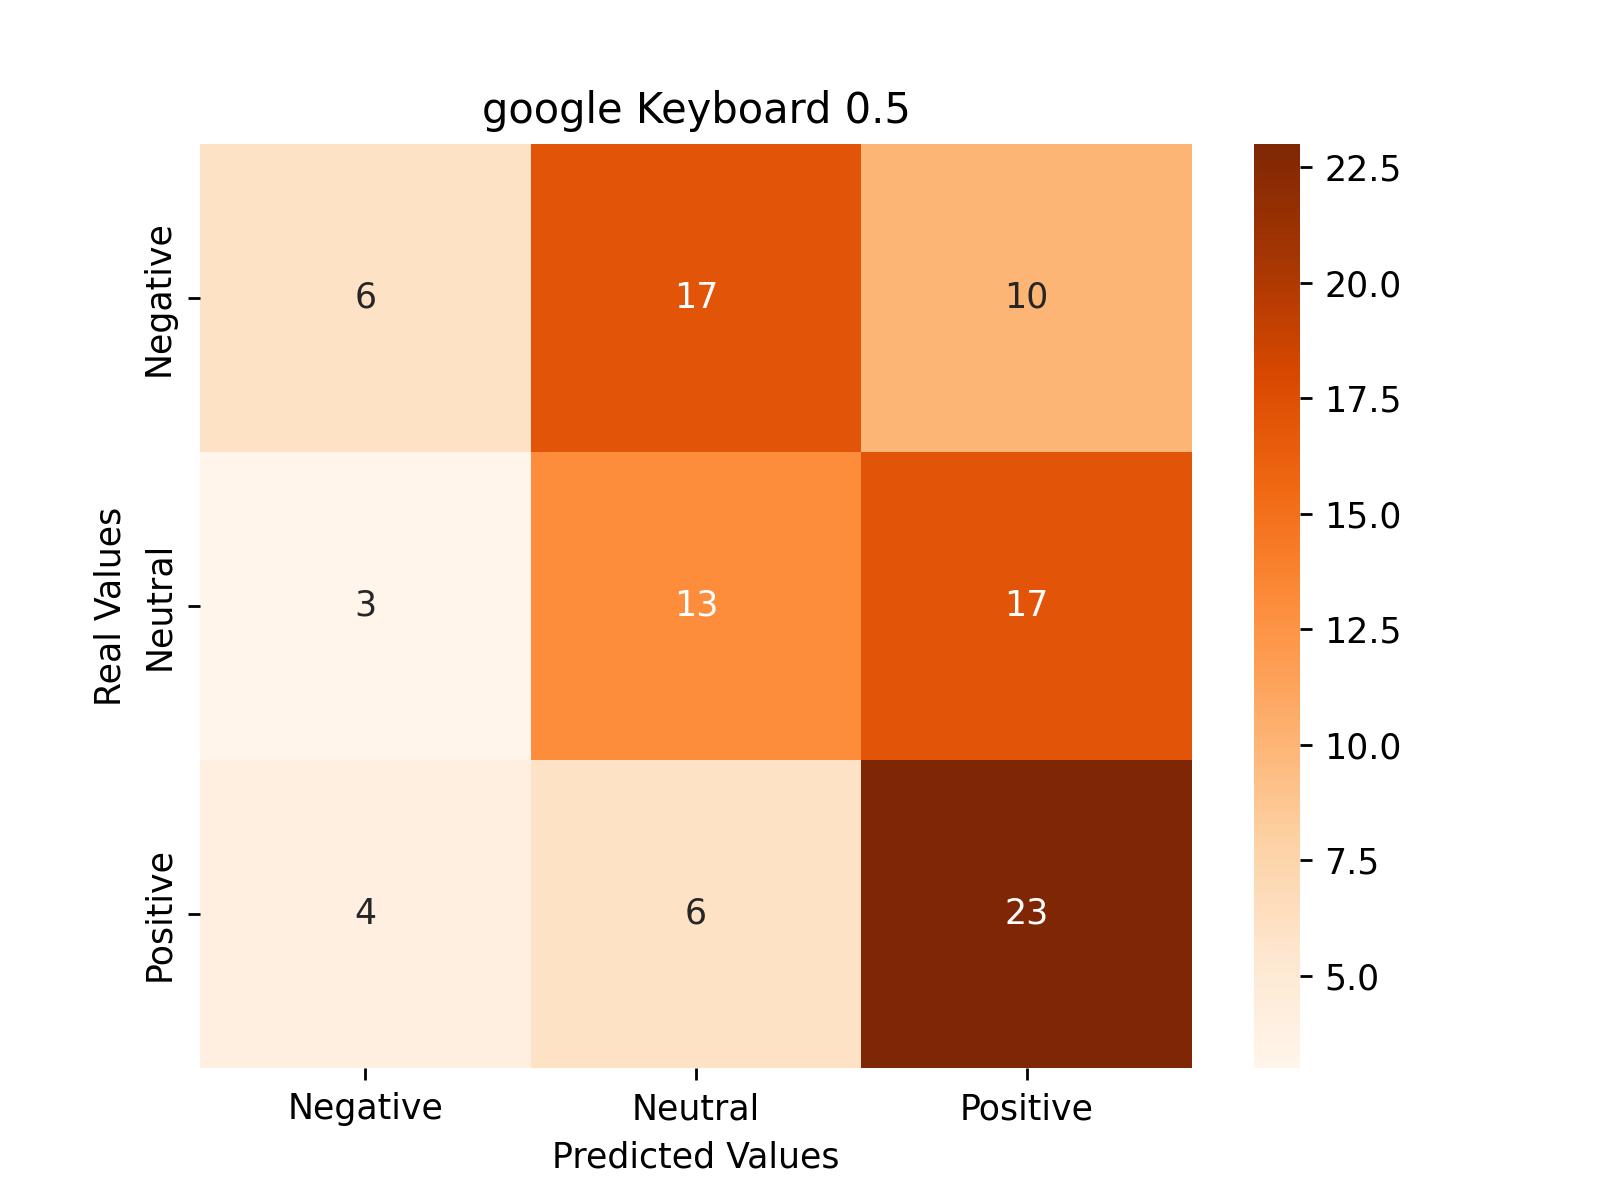 google Keyboard 0.5
Real Values
Negative
6 17 10
Neutral
3 13 17
Positive
4 6 23
Negative Neutral Positive
Predicted Values
22.5
20.0
17.5
15.0
12.5
10.0
7.5
5.0